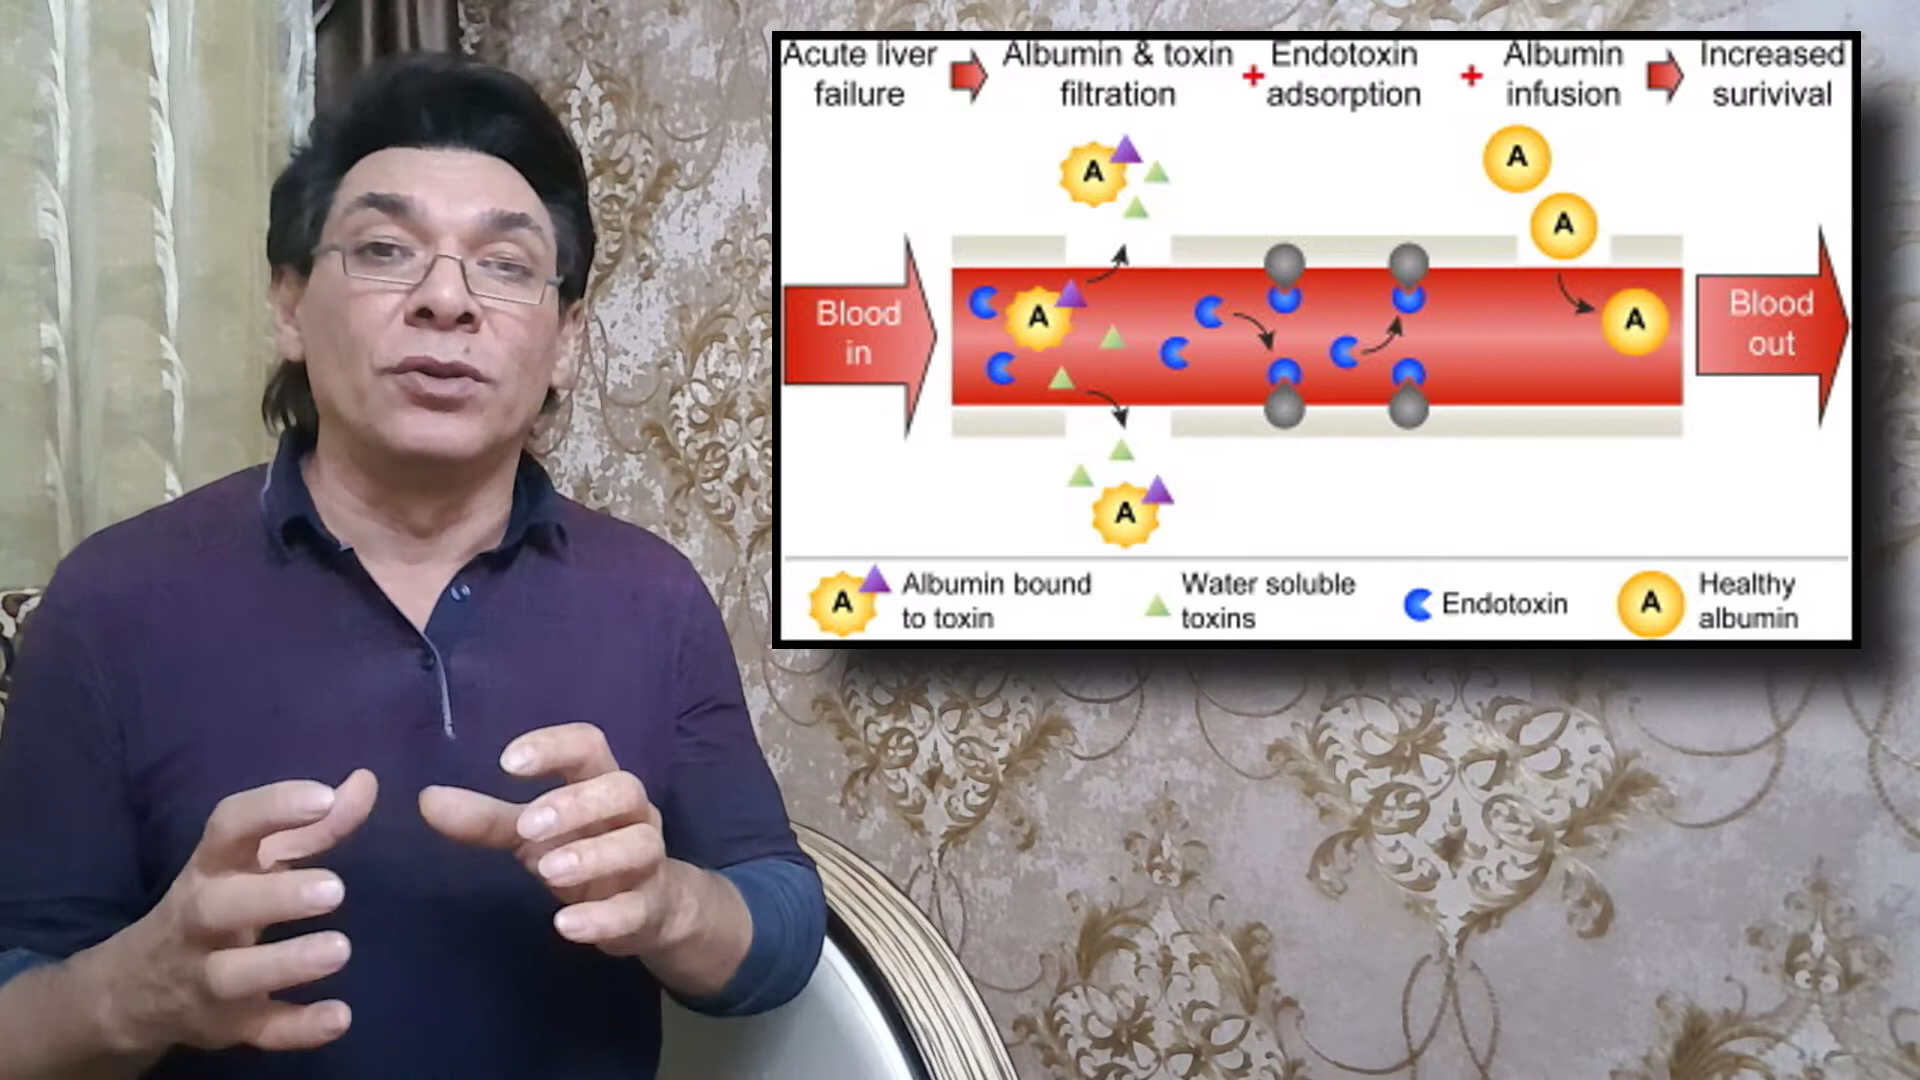 Acute liver
failure
Albumin & toxin
filtration
+
Endotoxin
adsorption
+
Albumin
infusion
Increased
surivival
A
A
A
Blood
in
A
A
A
Blood
out
A
Albumin bound
to toxin
Water soluble
toxins
Endotoxin
Healthy
albumin
A
A